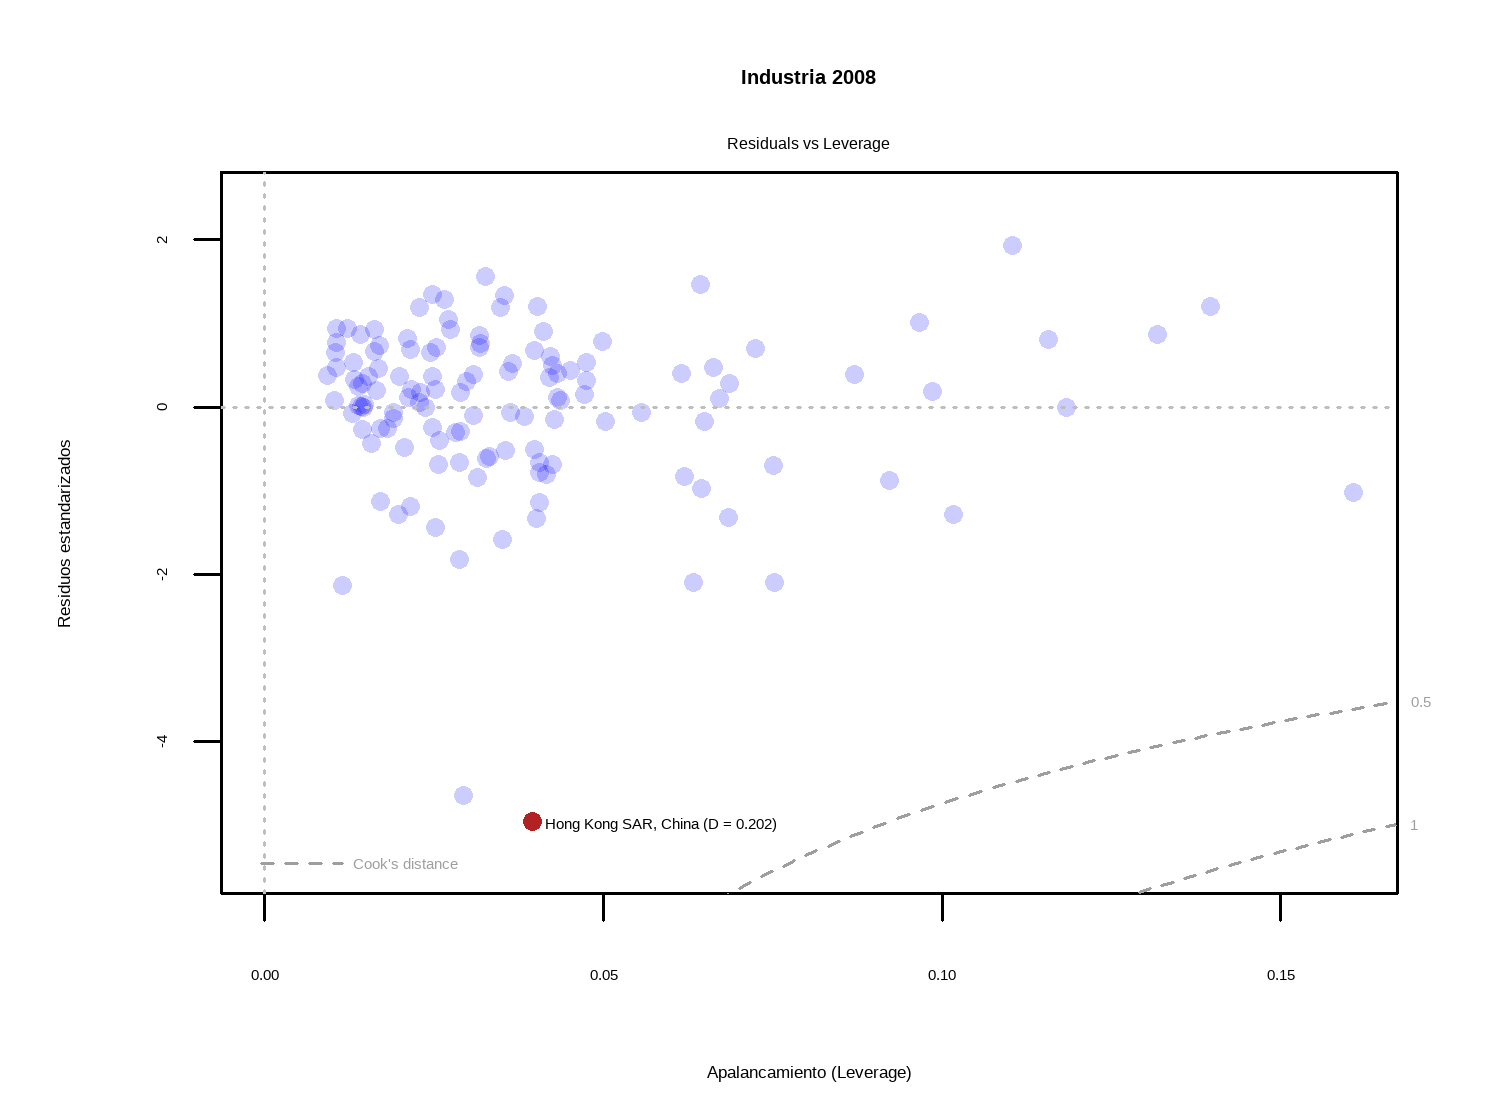 Industria 2008
Residuals vs Leverage
2
0
-2
-4
Residuos estandarizados
0.5
1
Hong Kong SAR, China (D = 0.202)
Cook's distance
0.00
0.05
0.10
0.15
Apalancamiento (Leverage)